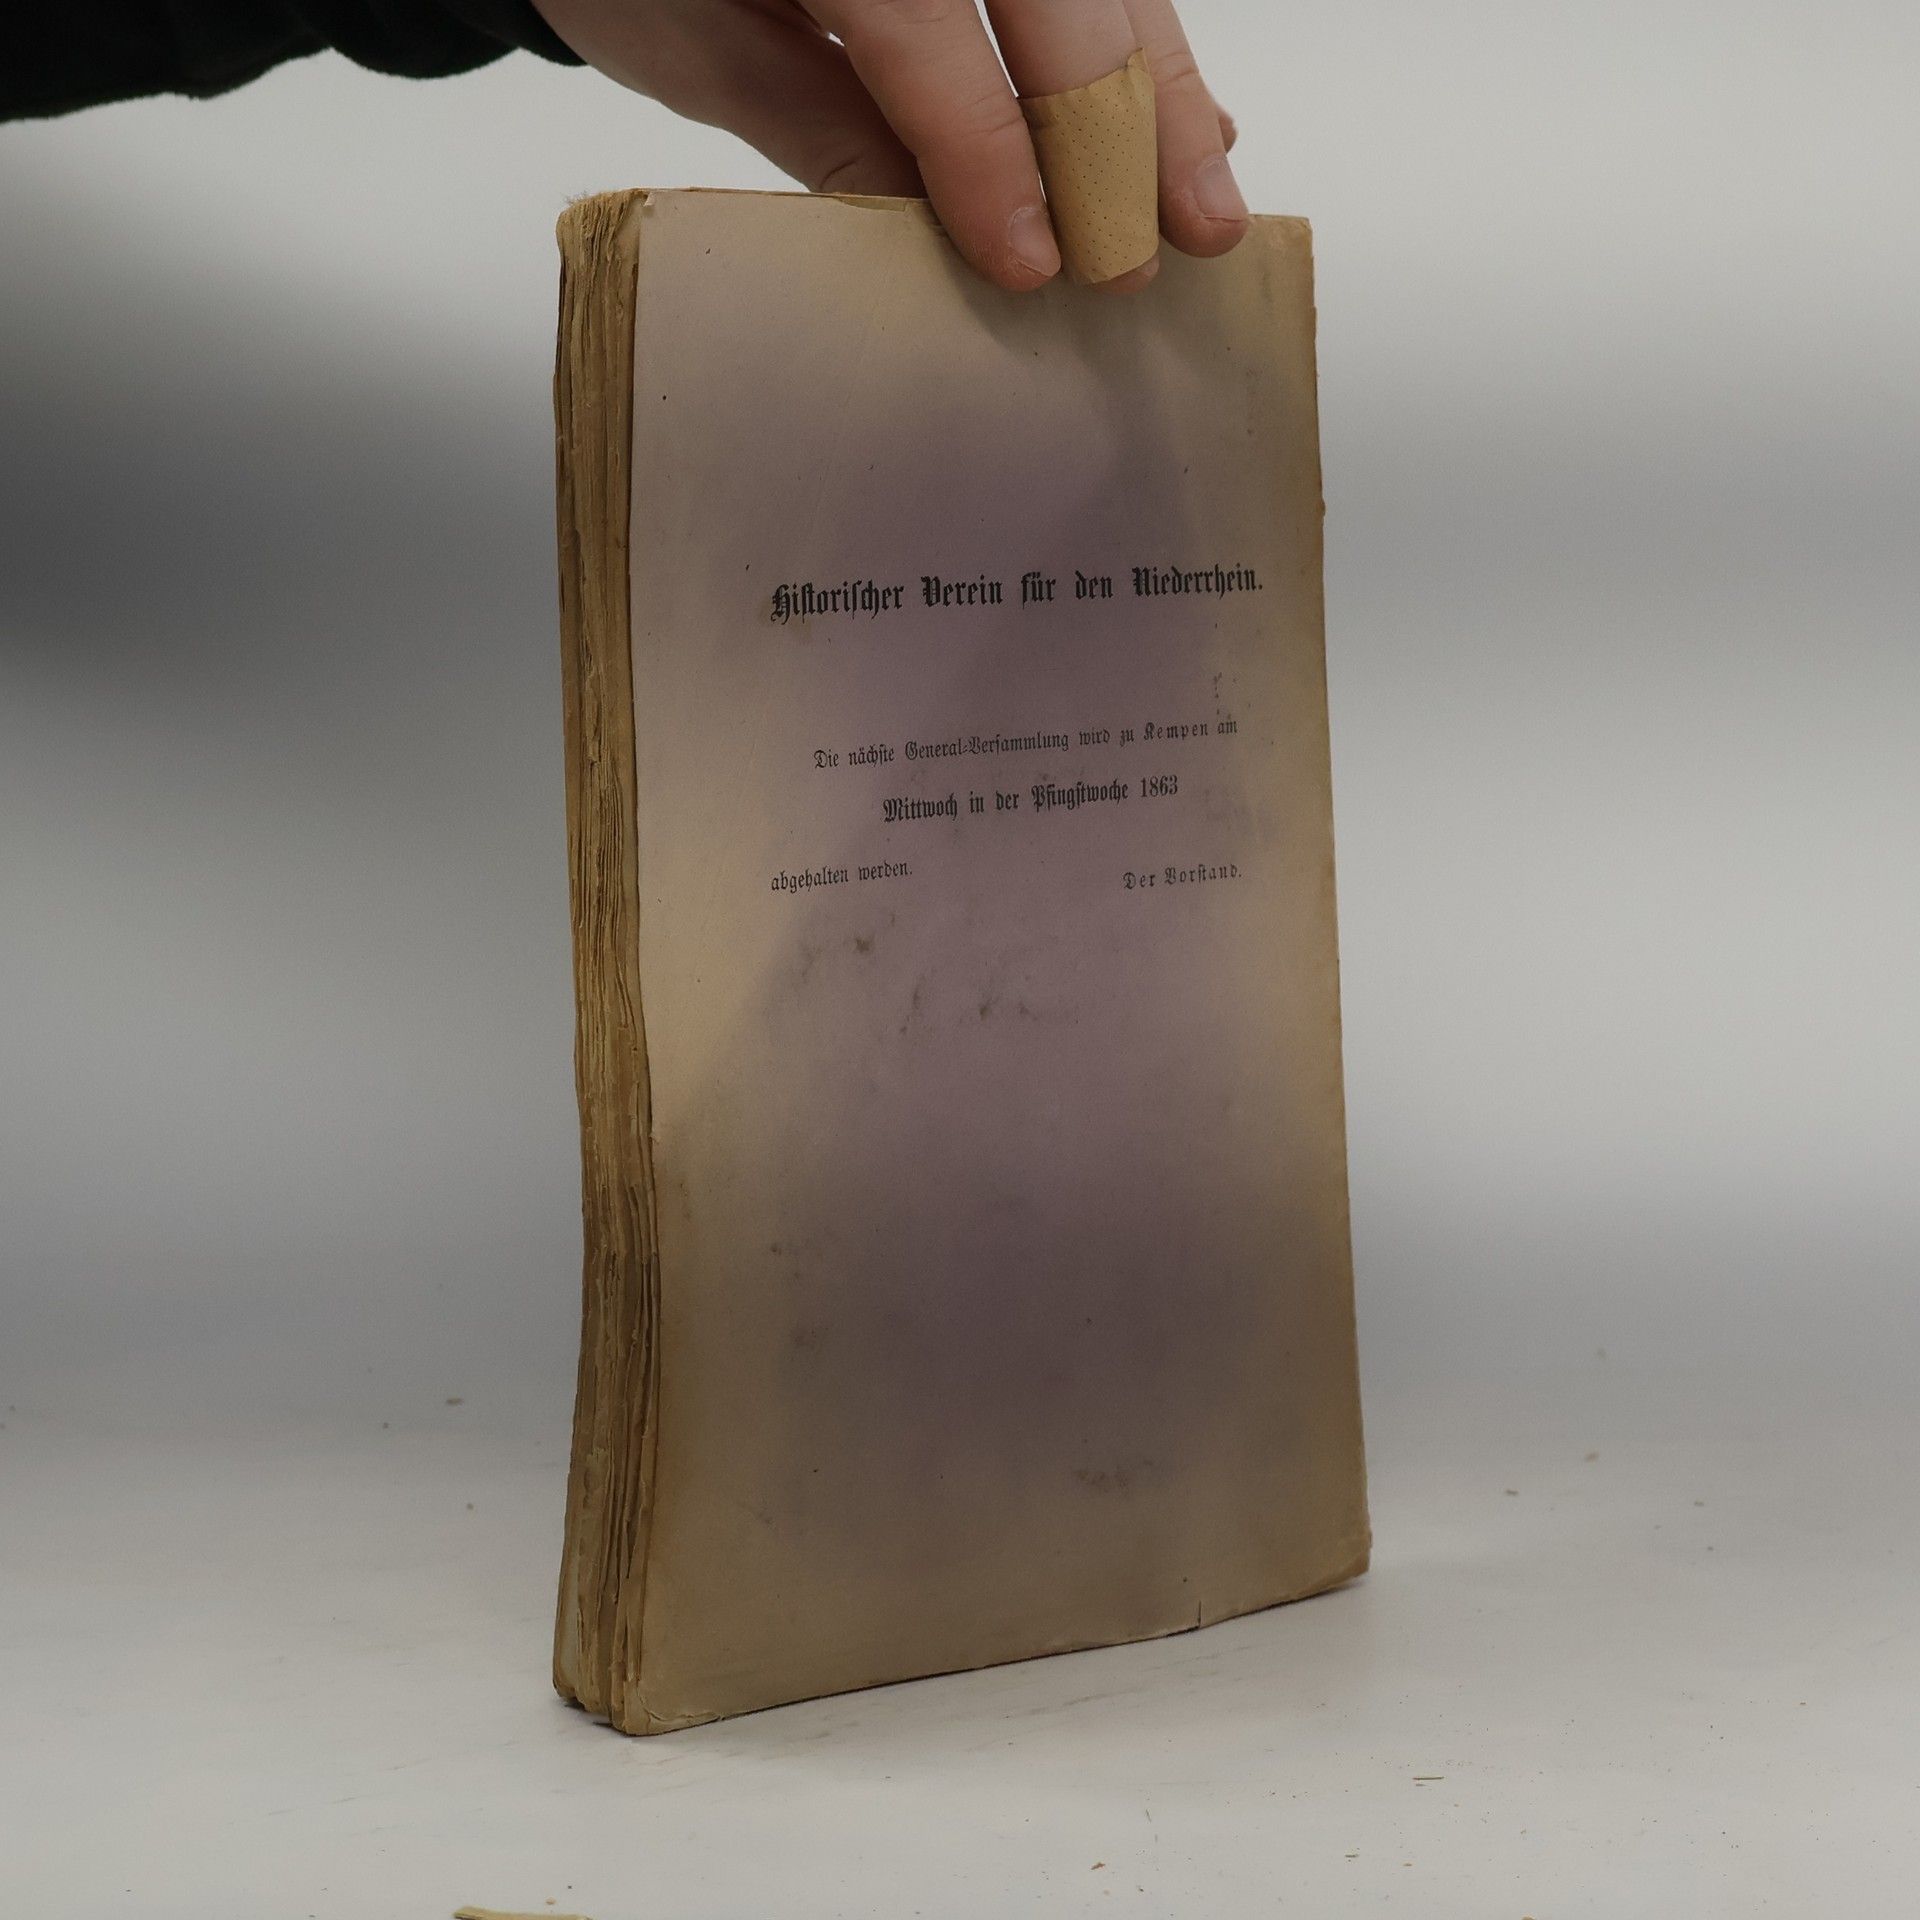 Historischer Verein für den Niederrhein.
Die nächste General-Versammlung wird zu Kempen am
Mittwoch in der Pfingstwoche 1863
abgehalten werden. Der Vorstand.